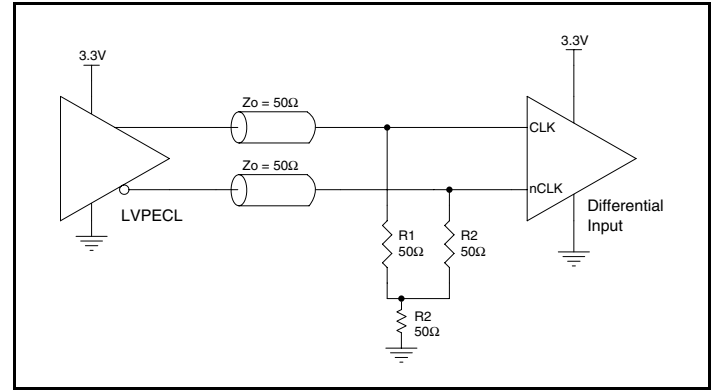 3.3V
3.3V
Zo = 50Ω
CLK
Zo = 50Ω
nCLK
LVPECL
Differential
Input
R1
50Ω
R2
50Ω
R2
50Ω